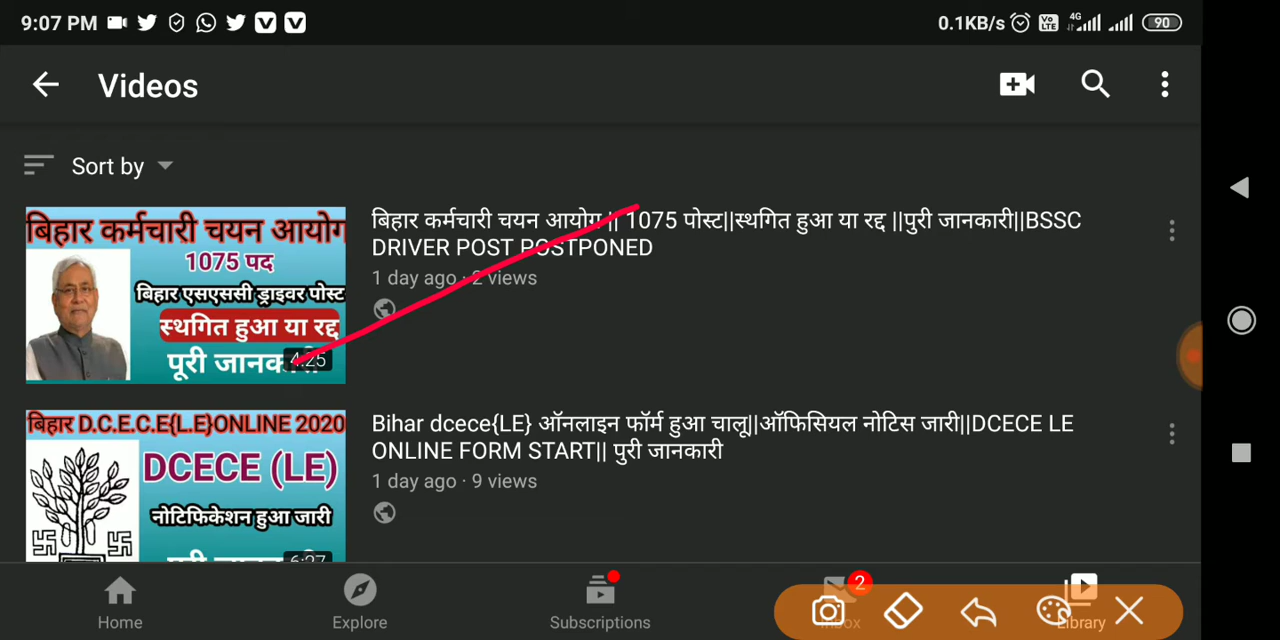 9:07 PM 0.1KB/s Vo LTE 4G 90
Videos
Sort by
बिहार कर्मचारी चयन आयोग
1075 पद
बिहार एसएससी ड्राइवर पोस्ट
स्थगित हुआ या रद्द
पूरी जानकारी
4:25
बिहार कर्मचारी चयन आयोग || 1075 पोस्ट||स्थगित हुआ या रद्द ||पुरी जानकारी||BSSC
DRIVER POST POSTPONED
1 day ago · 2 views
बिहार D.C.E.C.E{L.E}ONLINE 2020
DCECE (LE)
नोटिफिकेशन हुआ जारी
6:27
Bihar dcece{LE} ऑनलाइन फॉर्म हुआ चालू||ऑफिसियल नोटिस जारी||DCECE LE
ONLINE FORM START|| पुरी जानकारी
1 day ago · 9 views
Home Explore Subscriptions Inbox 2 Library